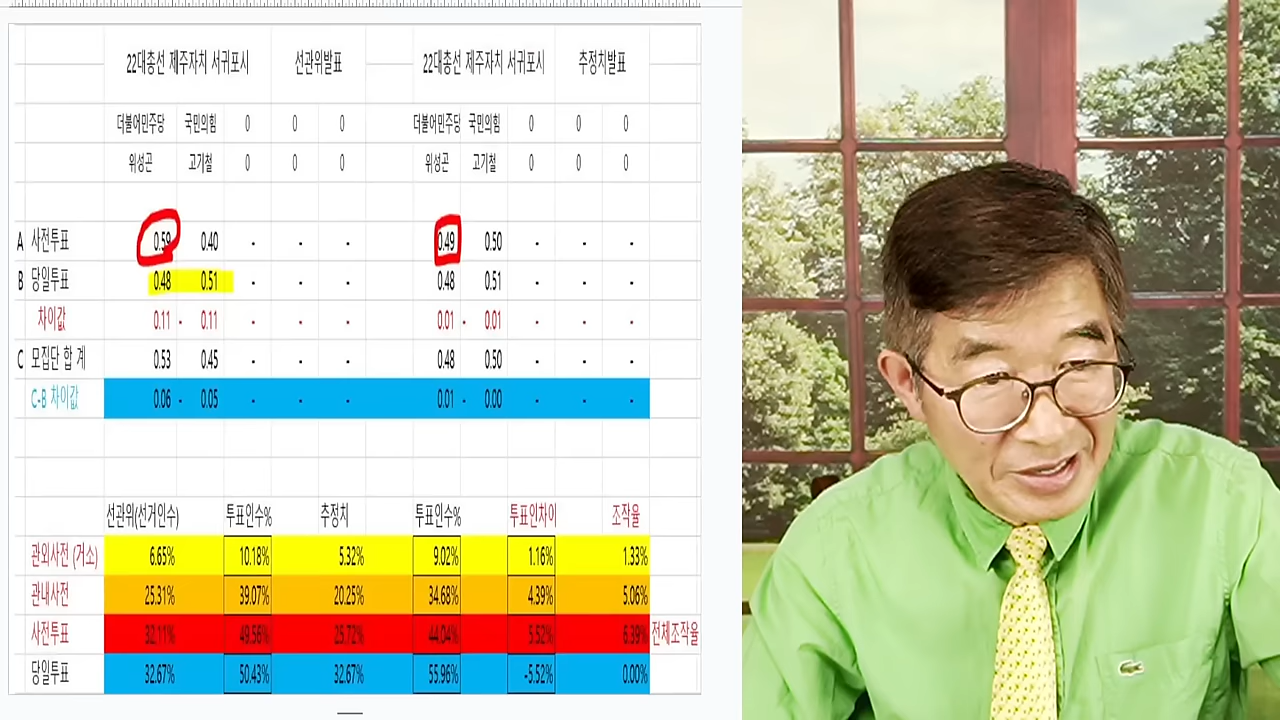 22대총선 제주자치 서귀포시 선관위발표 22대총선 제주자치 서귀포시 추정치발표
더불어민주당 국민의힘 0 0 0 더불어민주당 국민의힘 0 0 0
위성곤 고기철 0 0 0 위성곤 고기철 0 0 0
A 사전투표 0.59 0.40 - - - 0.49 0.50 - - -
B 당일투표 0.48 0.51 - - - 0.48 0.51 - - -
차이값 0.11 - 0.11 - - - 0.01 - 0.01 - - -
C 모집단 합 계 0.53 0.45 - - - 0.48 0.50 - - -
C-B 차이값 0.06 - 0.05 - - - 0.01 - 0.00 - - -
선관위(선거인수) 투표인수% 추정치 투표인수% 투표인차이 조작율
관외사전 (거소) 6.65% 10.18% 5.32% 9.02% 1.16% 1.33%
관내사전 25.31% 39.07% 20.25% 34.68% 4.39% 5.06%
사전투표 32.11% 49.56% 25.72% 44.04% 5.52% 6.39% 전체조작율
당일투표 32.67% 50.43% 32.67% 55.96% -5.52% 0.00%